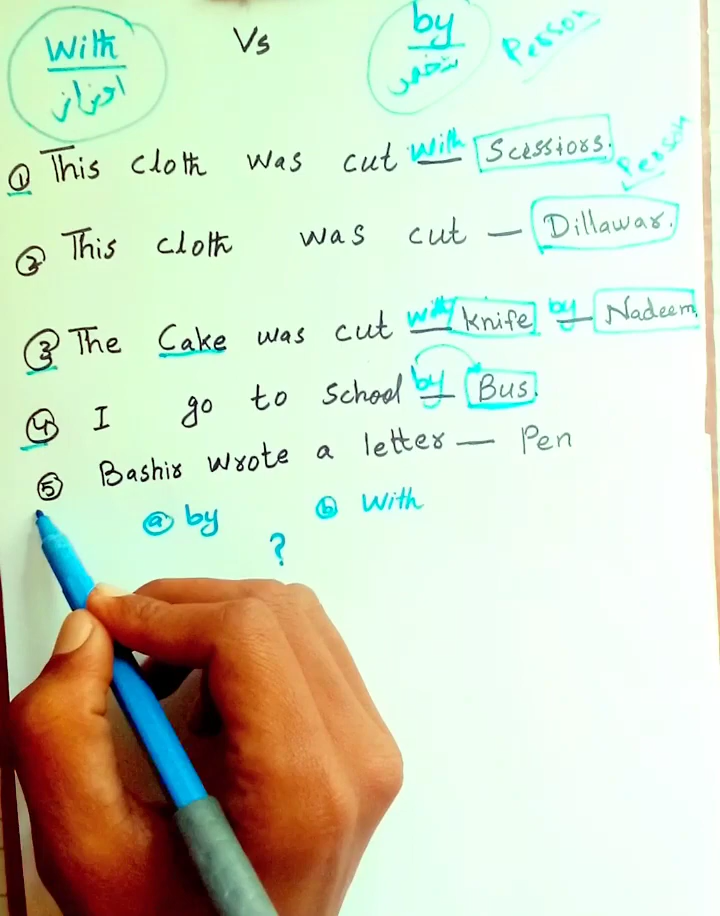 With Vs by Person
اوزار شخص
① This cloth was cut with Scessiors. Person
② This cloth was cut — Dillawar.
③ The Cake was cut with knife by Nadeem.
④ I go to School by Bus.
⑤ Bashir wrote a letter — Pen
ⓐ by ⓑ With
?